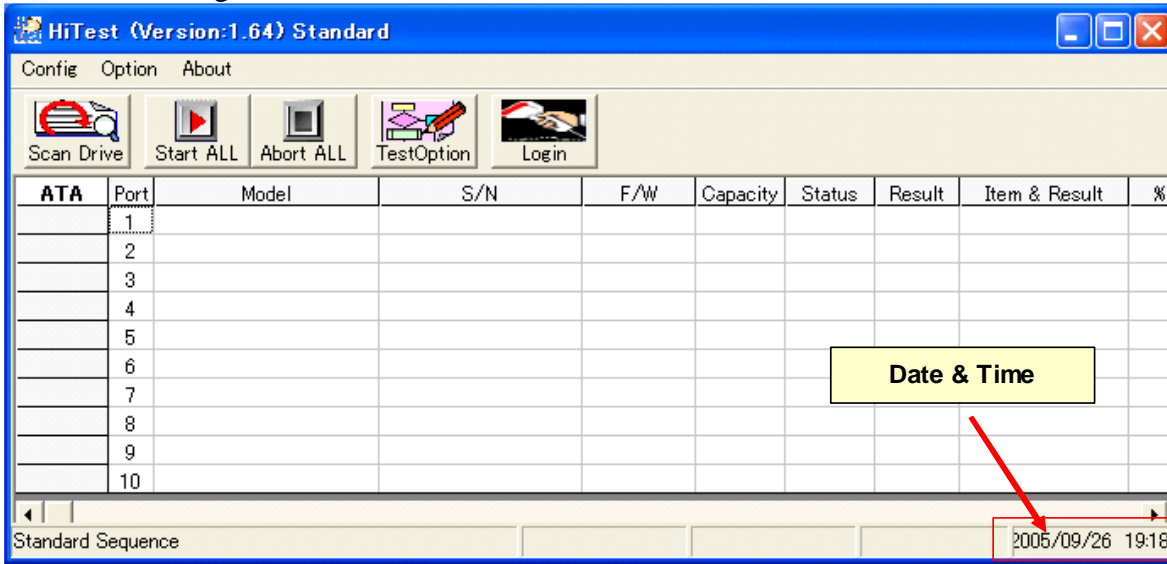 HiTest (Version:1.64) Standard
Config Option About
Scan Drive Start ALL Abort ALL TestOption Login
ATA Port Model S/N F/W Capacity Status Result Item & Result %
1
2
3
4
5
6
7
8
9
10
Date & Time
Standard Sequence 2005/09/26 19:18